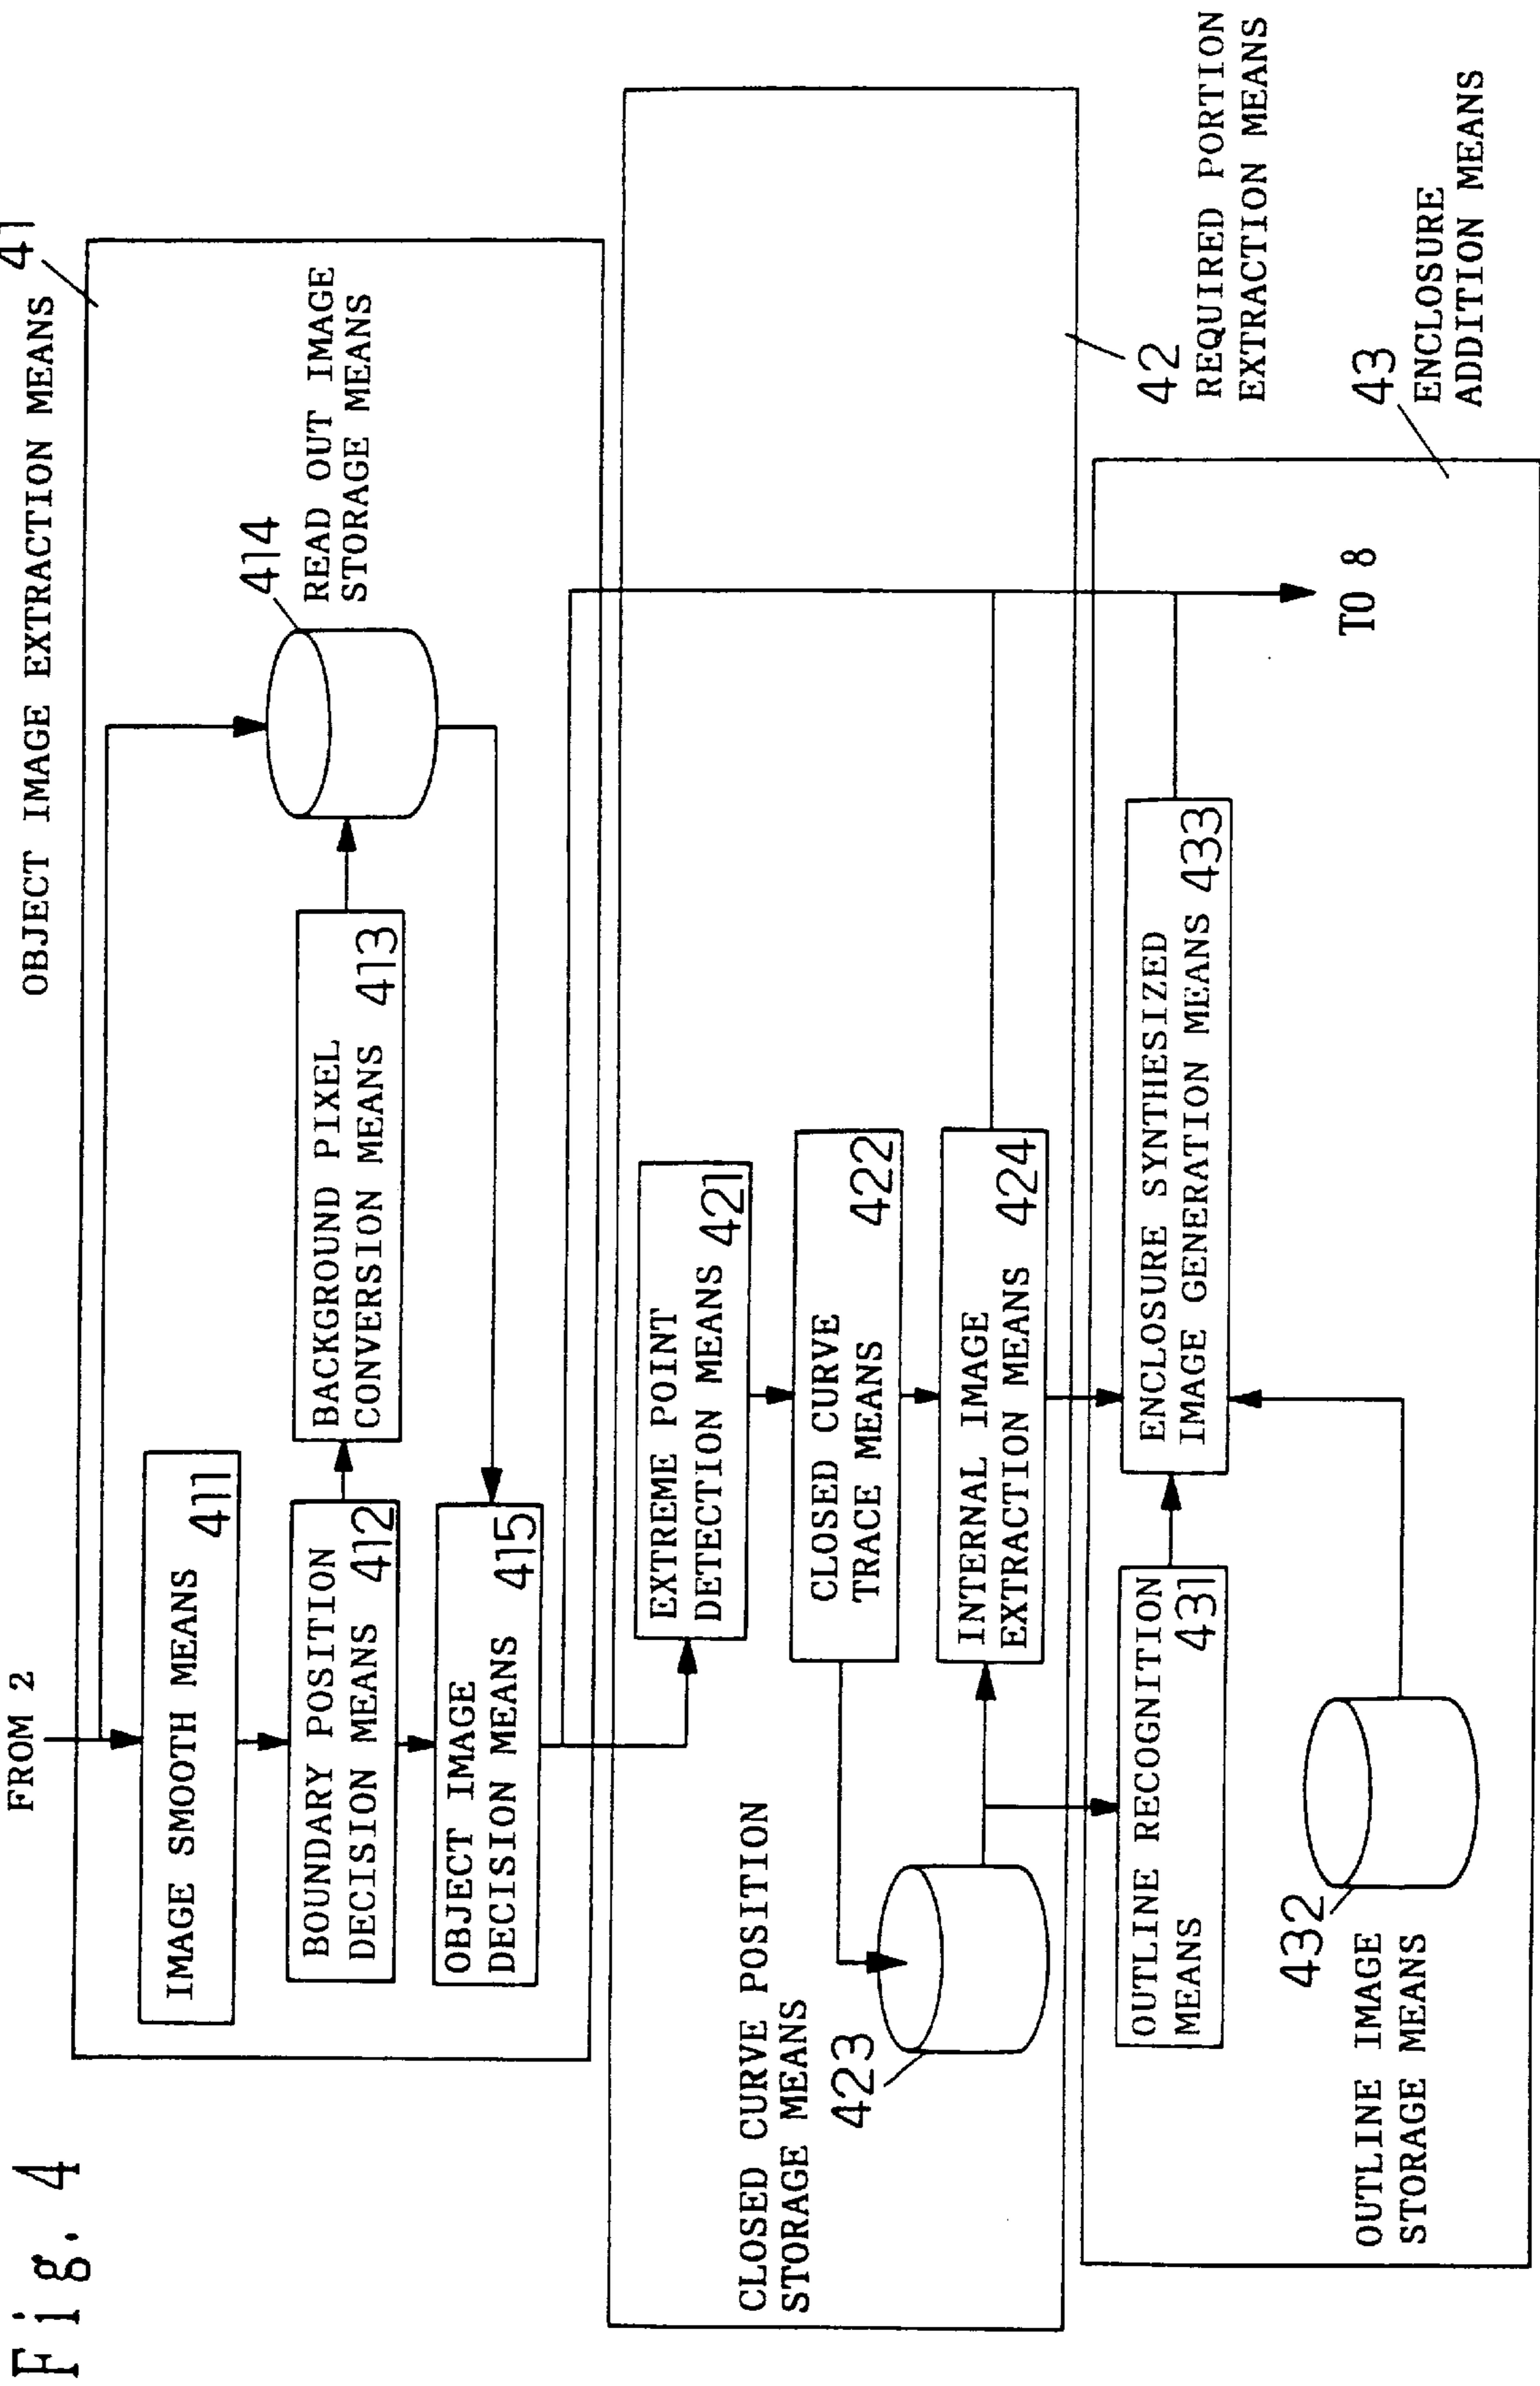 Fig. 4
FROM 2
OBJECT IMAGE EXTRACTION MEANS
41
IMAGE SMOOTH MEANS
411
BOUNDARY POSITION
DECISION MEANS 412
BACKGROUND PIXEL
CONVERSION MEANS 413
414
READ OUT IMAGE
STORAGE MEANS
OBJECT IMAGE
DECISION MEANS 415
EXTREME POINT
DETECTION MEANS 421
CLOSED CURVE
TRACE MEANS 422
CLOSED CURVE POSITION
STORAGE MEANS
423
INTERNAL IMAGE
EXTRACTION MEANS 424
42
REQUIRED PORTION
EXTRACTION MEANS
OUTLINE RECOGNITION
MEANS 431
ENCLOSURE SYNTHESIZED
IMAGE GENERATION MEANS 433
432
OUTLINE IMAGE
STORAGE MEANS
TO 8
43
ENCLOSURE
ADDITION MEANS